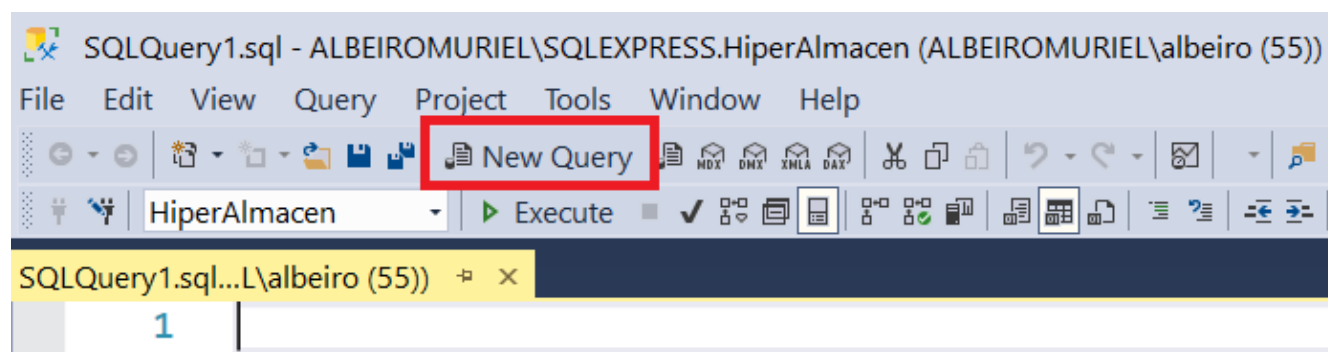 SQLQuery1.sql - ALBEIROMURIEL\SQLEXPRESS.HiperAlmacen (ALBEIROMURIEL\albeiro (55))
File Edit View Query Project Tools Window Help
New Query MDX DMX XMLA DAX
HiperAlmacen Execute
SQLQuery1.sql...L\albeiro (55))
1